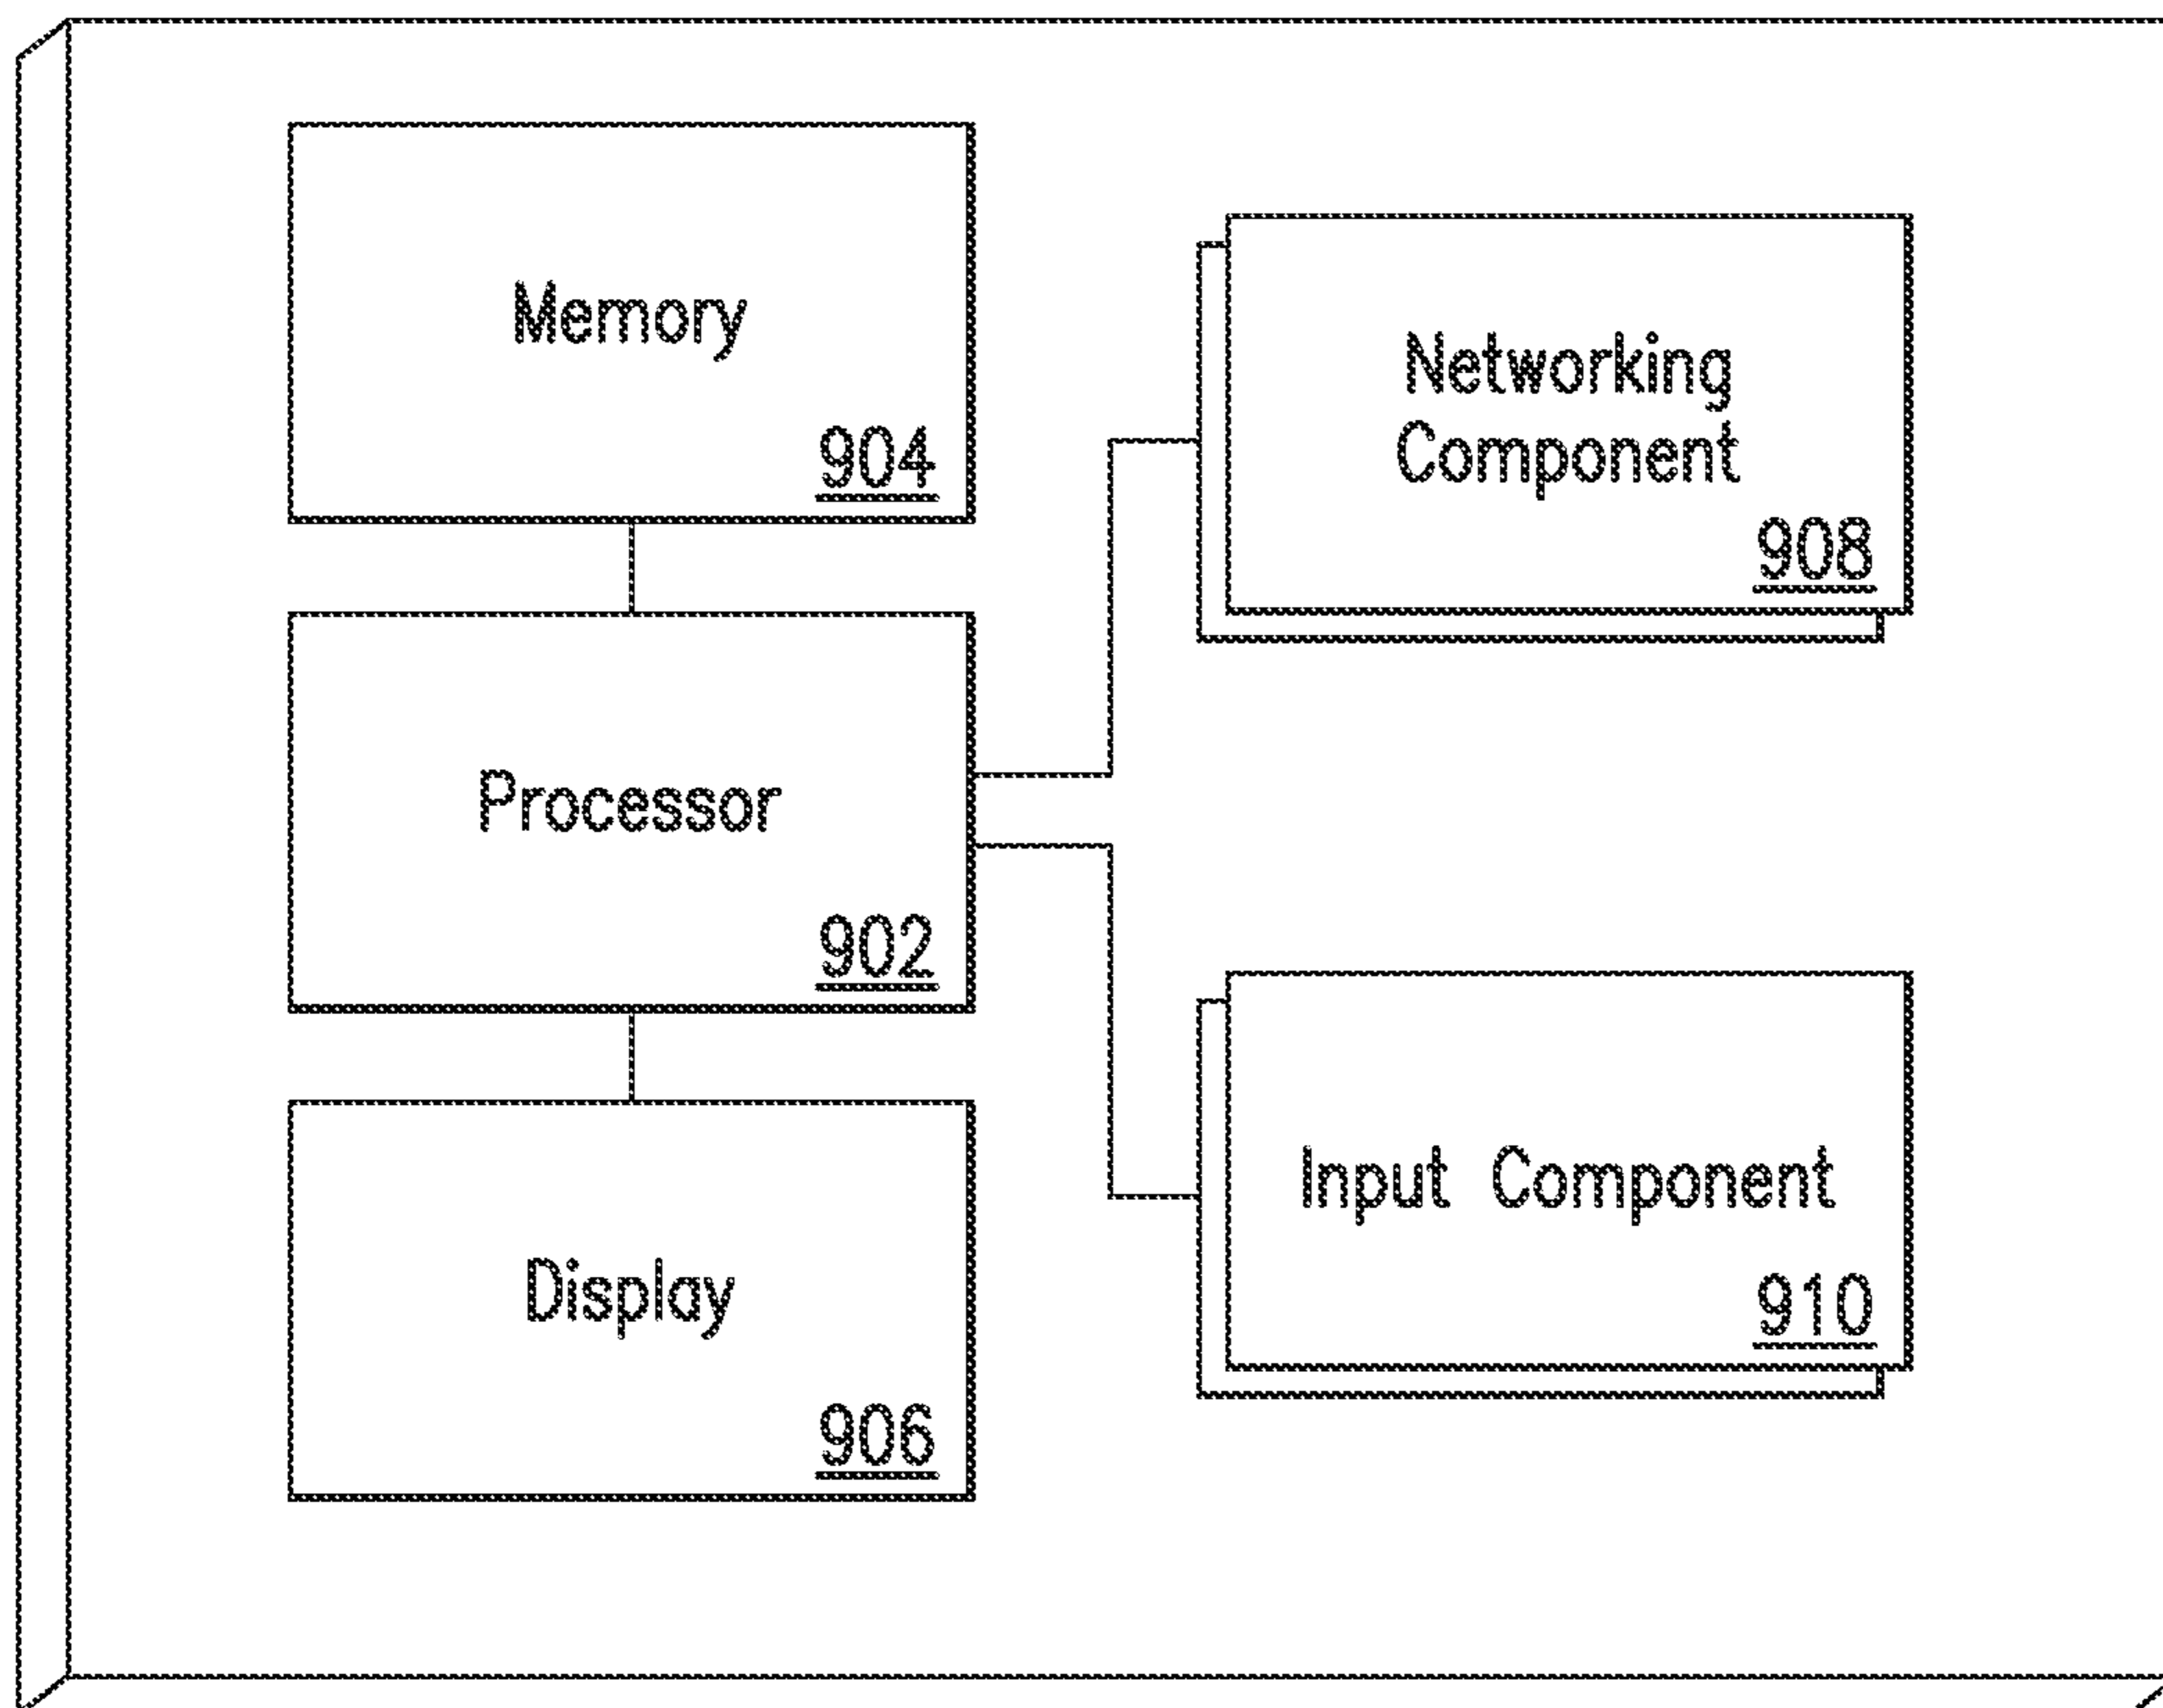 Memory
904
Networking
Component
908
Processor
902
Input Component
910
Display
906